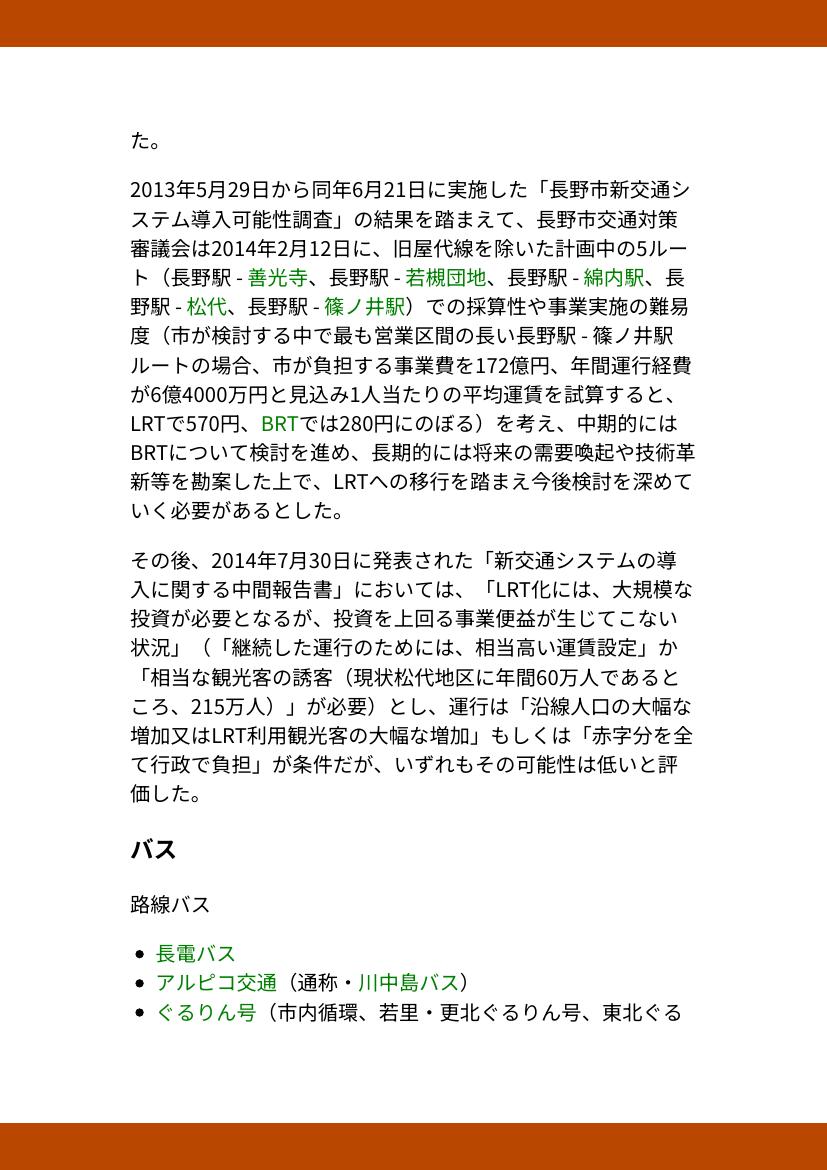 た。
2013年5月29日から同年6月21日に実施した「長野市新交通シ
ステム導入可能性調査」の結果を踏まえて、長野市交通対策
審議会は2014年2月12日に、旧屋代線を除いた計画中の5ルー
ト（長野駅 - 善光寺、長野駅 - 若槻団地、長野駅 - 綿内駅、長
野駅 - 松代、長野駅 - 篠ノ井駅）での採算性や事業実施の難易
度（市が検討する中で最も営業区間の長い長野駅 - 篠ノ井駅
ルートの場合、市が負担する事業費を172億円、年間運行経費
が6億4000万円と見込み1人当たりの平均運賃を試算すると、
LRTで570円、BRTでは280円にのぼる）を考え、中期的には
BRTについて検討を進め、長期的には将来の需要喚起や技術革
新等を勘案した上で、LRTへの移行を踏まえ今後検討を深めて
いく必要があるとした。
その後、2014年7月30日に発表された「新交通システムの導
入に関する中間報告書」においては、「LRT化には、大規模な
投資が必要となるが、投資を上回る事業便益が生じてこない
状況」（「継続した運行のためには、相当高い運賃設定」か
「相当な観光客の誘客（現状松代地区に年間60万人であると
ころ、215万人）」が必要）とし、運行は「沿線人口の大幅な
増加又はLRT利用観光客の大幅な増加」もしくは「赤字分を全
て行政で負担」が条件だが、いずれもその可能性は低いと評
価した。
バス
路線バス
• 長電バス
• アルピコ交通（通称・川中島バス）
• ぐるりん号（市内循環、若里・更北ぐるりん号、東北ぐる